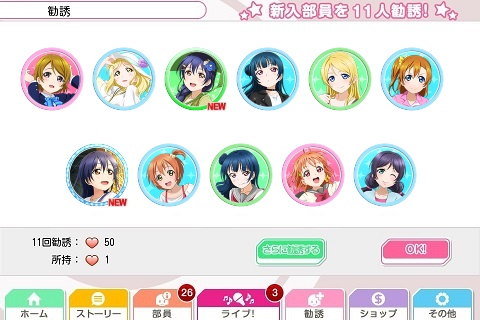 勧誘
新入部員を11人勧誘!
NEW
NEW
11回勧誘: 50
所持: 1
さらに勧誘する
OK!
26
3
ホーム
ストーリー
部員
ライブ!
勧誘
ショップ
その他